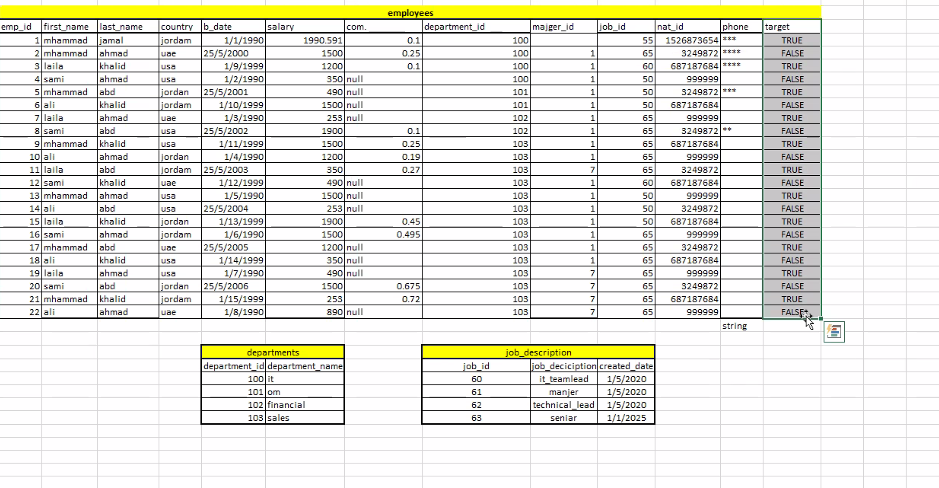 employees
emp_id first_name last_name country b_date salary com. department_id majger_id job_id nat_id phone target
1 mhammad jamal jordam 1/1/1990 1990.591 0.1 100 55 1526873654 *** TRUE
2 mhammad ahmad uae 25/5/2000 1500 0.25 100 1 65 3249872 **** FALSE
3 laila khalid usa 1/9/1999 1200 0.1 100 1 60 687187684 **** TRUE
4 sami ahmad usa 1/2/1990 350 null 100 1 50 999999 FALSE
5 mhammad abd jordan 25/5/2001 490 null 101 1 50 3249872 *** TRUE
6 ali khalid jordam 1/10/1999 1500 null 101 1 50 687187684 FALSE
7 laila ahmad uae 1/3/1990 253 null 102 1 65 999999 TRUE
8 sami abd usa 25/5/2002 1900 0.1 102 1 65 3249872 ** FALSE
9 mhammad khalid usa 1/11/1999 1500 0.25 103 1 65 687187684 TRUE
10 ali ahmad jordan 1/4/1990 1200 0.19 103 1 65 999999 FALSE
11 laila abd jordam 25/5/2003 350 0.27 103 7 65 3249872 TRUE
12 sami khalid uae 1/12/1999 490 null 103 1 60 687187684 FALSE
13 mhammad ahmad usa 1/5/1990 1500 null 103 1 50 999999 TRUE
14 ali abd usa 25/5/2004 253 null 103 1 50 3249872 FALSE
15 laila khalid jordan 1/13/1999 1900 0.45 103 1 50 687187684 TRUE
16 sami ahmad jordam 1/6/1990 1500 0.495 103 1 65 999999 FALSE
17 mhammad abd uae 25/5/2005 1200 null 103 1 65 3249872 TRUE
18 ali khalid usa 1/14/1999 350 null 103 1 65 687187684 FALSE
19 laila ahmad usa 1/7/1990 490 null 103 7 65 999999 TRUE
20 sami abd jordan 25/5/2006 1500 0.675 103 7 65 3249872 FALSE
21 mhammad khalid jordam 1/15/1999 253 0.72 103 7 65 687187684 TRUE
22 ali ahmad uae 1/8/1990 890 null 103 7 65 999999 FALSE
string
departments
department_id department_name
100 it
101 om
102 financial
103 sales
job_description
job_id job_deciciption created_date
60 it_teamlead 1/5/2020
61 manjer 1/5/2020
62 technical_lead 1/5/2020
63 seniar 1/1/2025